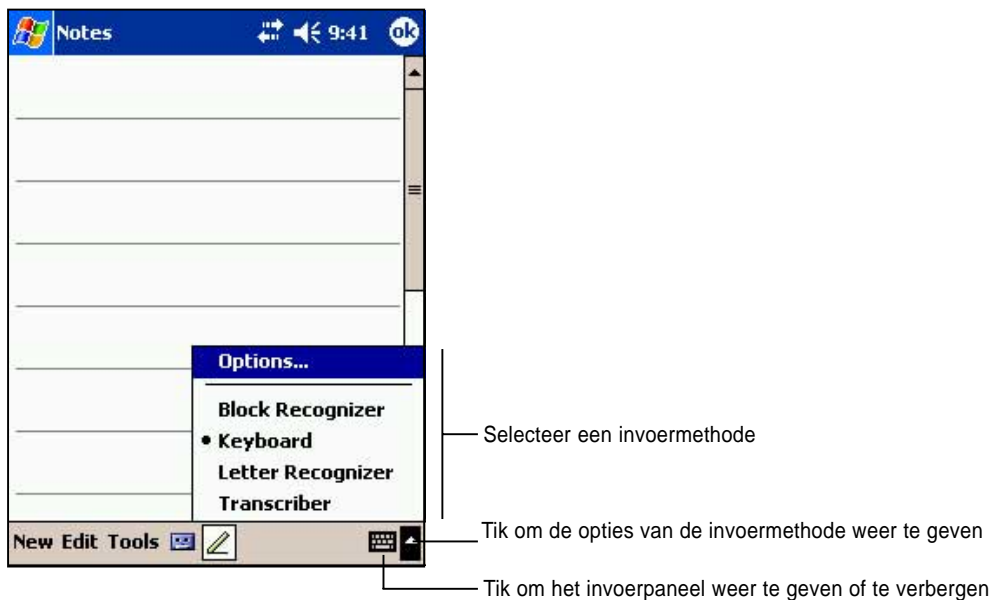 Notes 9:41 ok
Options...
Block Recognizer
• Keyboard
Letter Recognizer
Transcriber
Selecteer een invoermethode
New Edit Tools
Tik om de opties van de invoermethode weer te geven
Tik om het invoerpaneel weer te geven of te verbergen